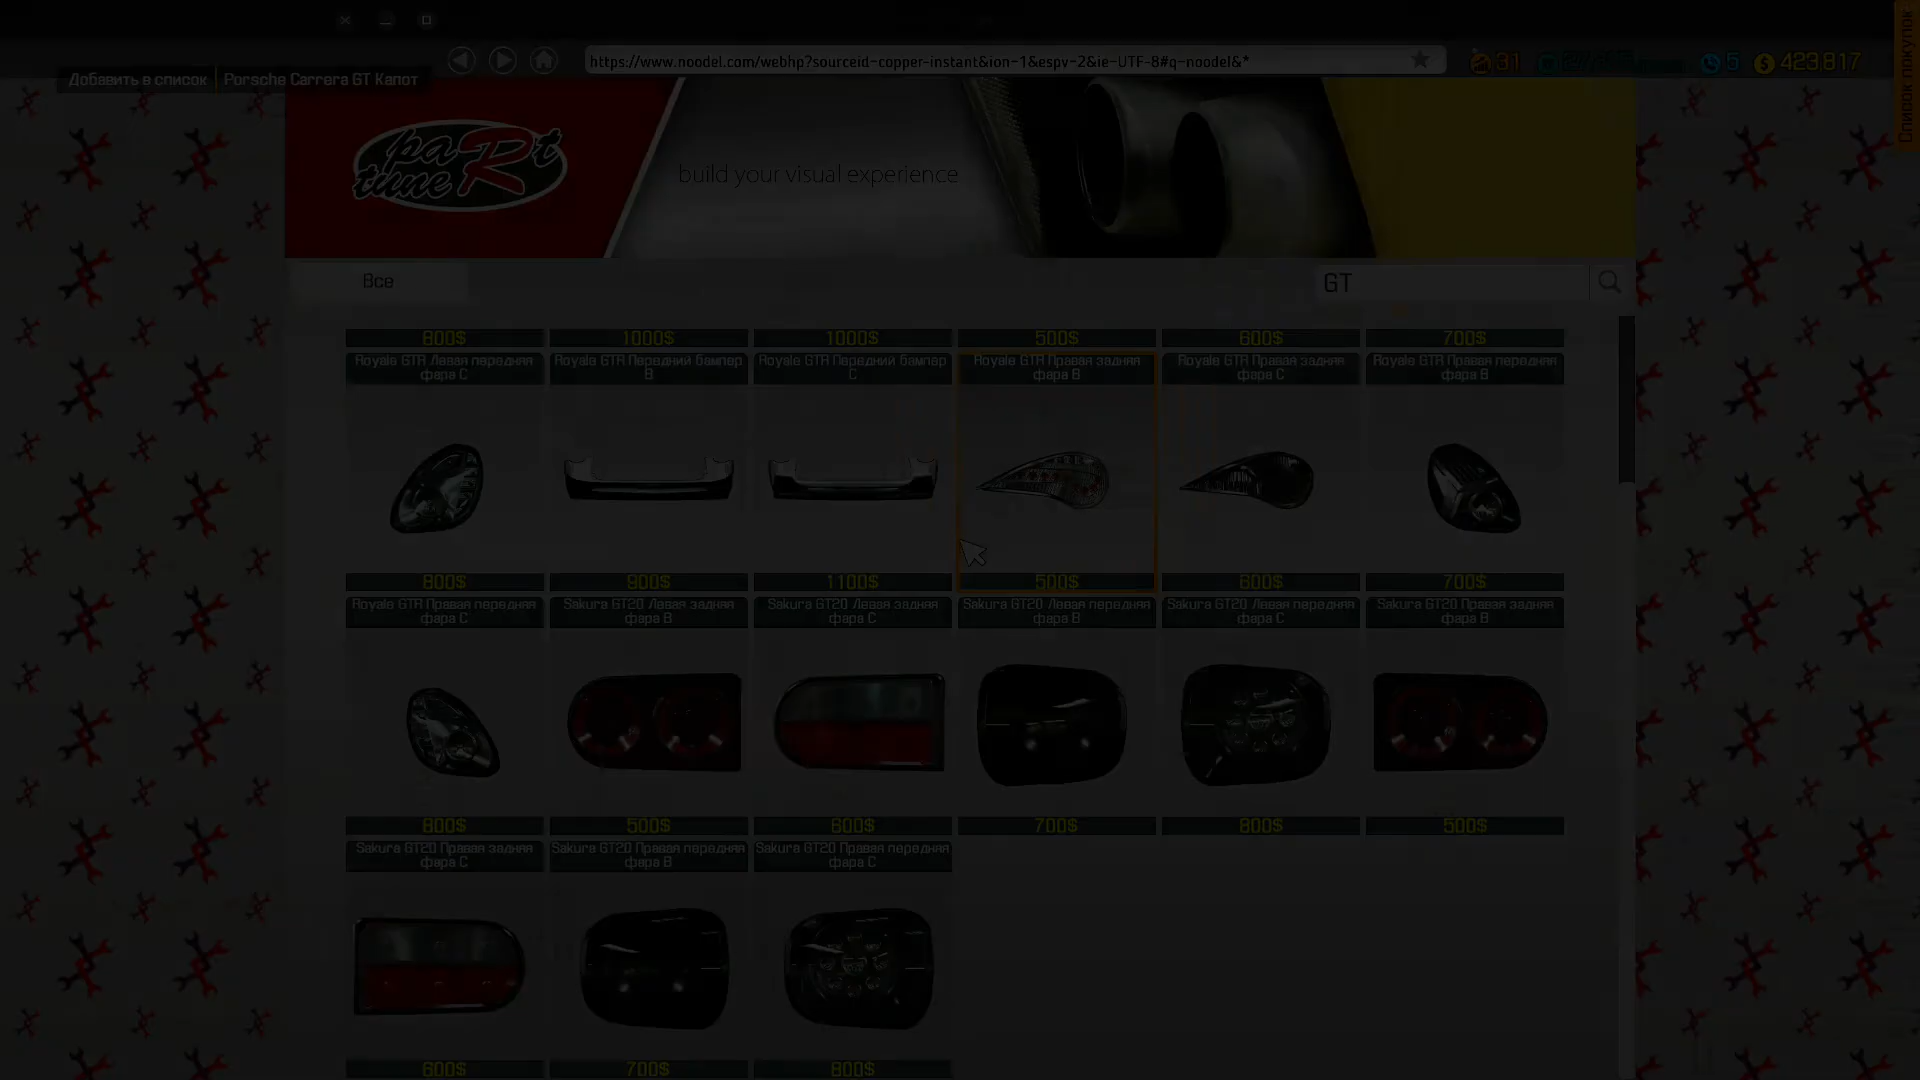 https://www.noodel.com/webhp?sourceid-copper-instant&ion-1&espv-2&ie-UTF-8#q-noodel&*
31
5
423,817
Добавить в список
Porsche Carrera GT Капот
Список покупок
paRt
tune
build your visual experience
Все
GT
800$
1000$
1000$
500$
600$
700$
Royale GTR Левая передняя
фара C
Royale GTR Передний бампер
B
Royale GTR Передний бампер
C
Royale GTR Правая задняя
фара B
Royale GTR Правая задняя
фара C
Royale GTR Правая передняя
фара B
800$
900$
1100$
500$
600$
700$
Royale GTR Правая передняя
фара C
Sakura GT20 Левая задняя
фара B
Sakura GT20 Левая задняя
фара C
Sakura GT20 Левая передняя
фара B
Sakura GT20 Левая передняя
фара C
Sakura GT20 Правая задняя
фара B
800$
500$
600$
700$
800$
500$
Sakura GT20 Правая задняя
фара C
Sakura GT20 Правая передняя
фара B
Sakura GT20 Правая передняя
фара C
600$
700$
800$